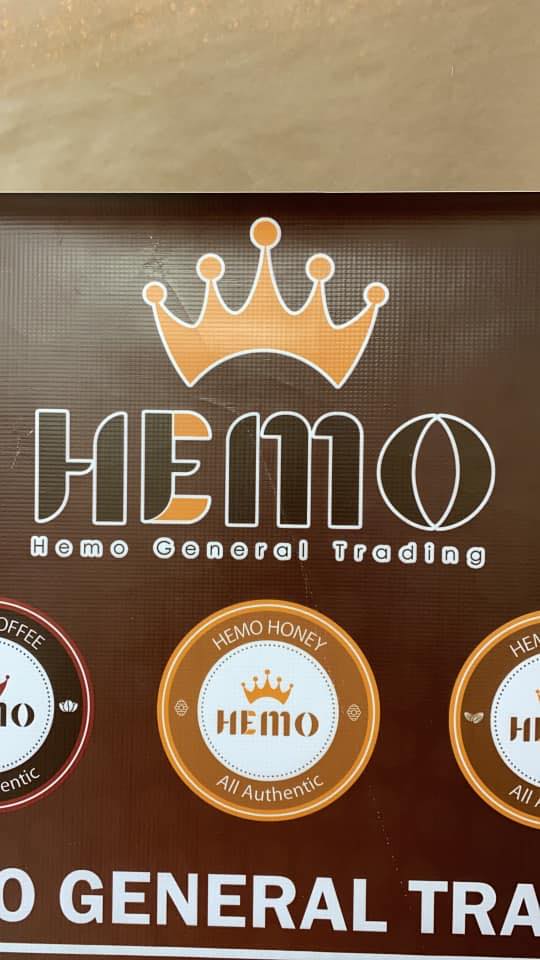 HEMO
Hemo General Trading
HEMO HONEY
HEMO
All Authentic
GENERAL